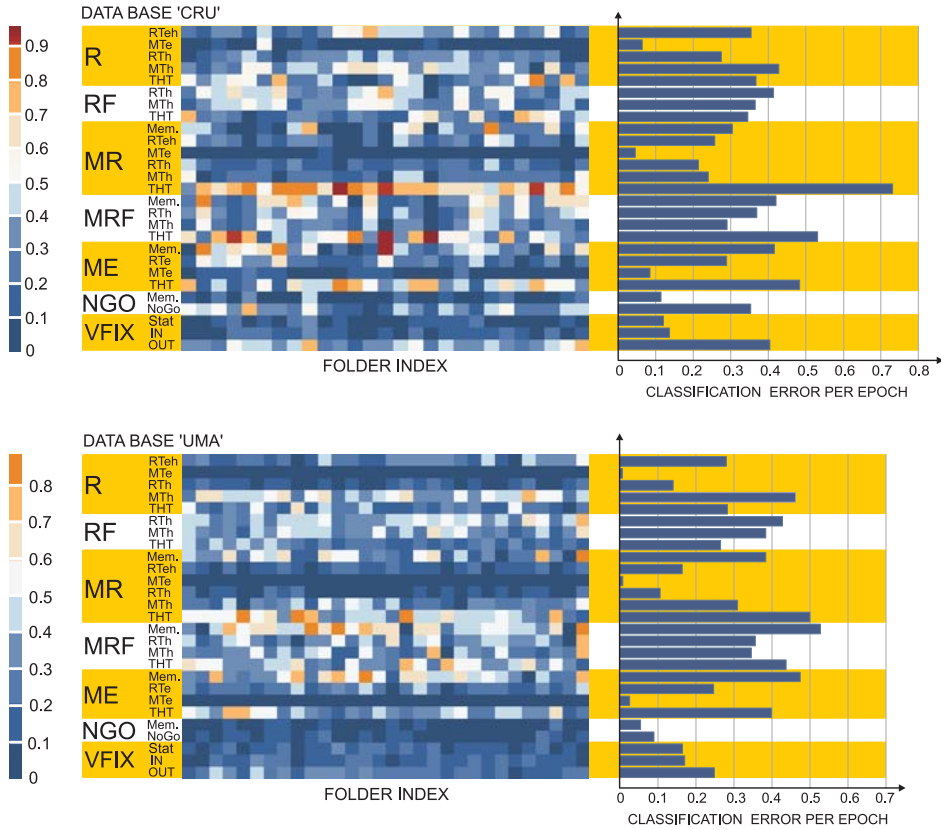 DATA BASE 'CRU'
0.9
0.8
0.7
0.6
0.5
0.4
0.3
0.2
0.1
0
R
RTeh
MTe
RTh
MTh
THT
RF
RTh
MTh
THT
MR
Mem.
RTeh
MTe
RTh
MTh
THT
MRF
Mem.
RTh
MTh
THT
ME
Mem.
RTe
MTe
THT
NGO
Mem.
NoGo
VFIX
Stat
IN
OUT
FOLDER INDEX
0 0.1 0.2 0.3 0.4 0.5 0.6 0.7 0.8
CLASSIFICATION ERROR PER EPOCH
DATA BASE 'UMA'
0.8
0.7
0.6
0.5
0.4
0.3
0.2
0.1
0
R
RTeh
MTe
RTh
MTh
THT
RF
RTh
MTh
THT
MR
Mem.
RTeh
MTe
RTh
MTh
THT
MRF
Mem.
RTh
MTh
THT
ME
Mem.
RTe
MTe
THT
NGO
Mem.
NoGo
VFIX
Stat
IN
OUT
FOLDER INDEX
0 0.1 0.2 0.3 0.4 0.5 0.6 0.7
CLASSIFICATION ERROR PER EPOCH